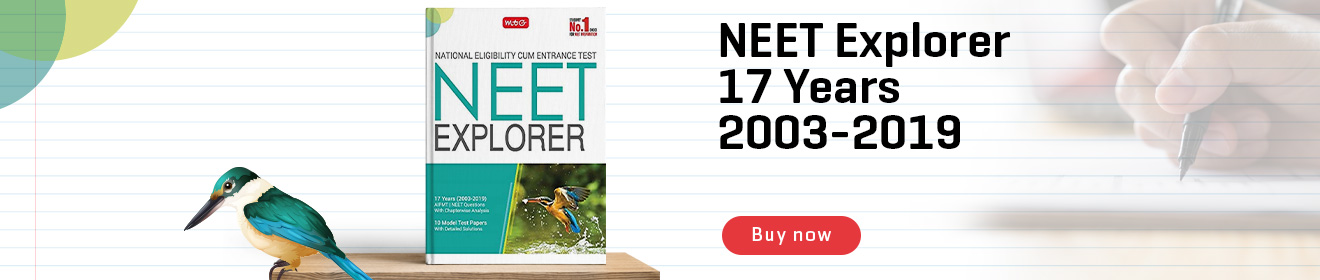 mtG
No.1
NATIONAL ELIGIBILITY CUM ENTRANCE TEST
NEET
EXPLORER
17 Years (2003-2019)
AIPMT | NEET Questions
With Chapterwise Analysis
10 Model Test Papers
With Detailed Solutions
NEET Explorer
17 Years
2003-2019
Buy now